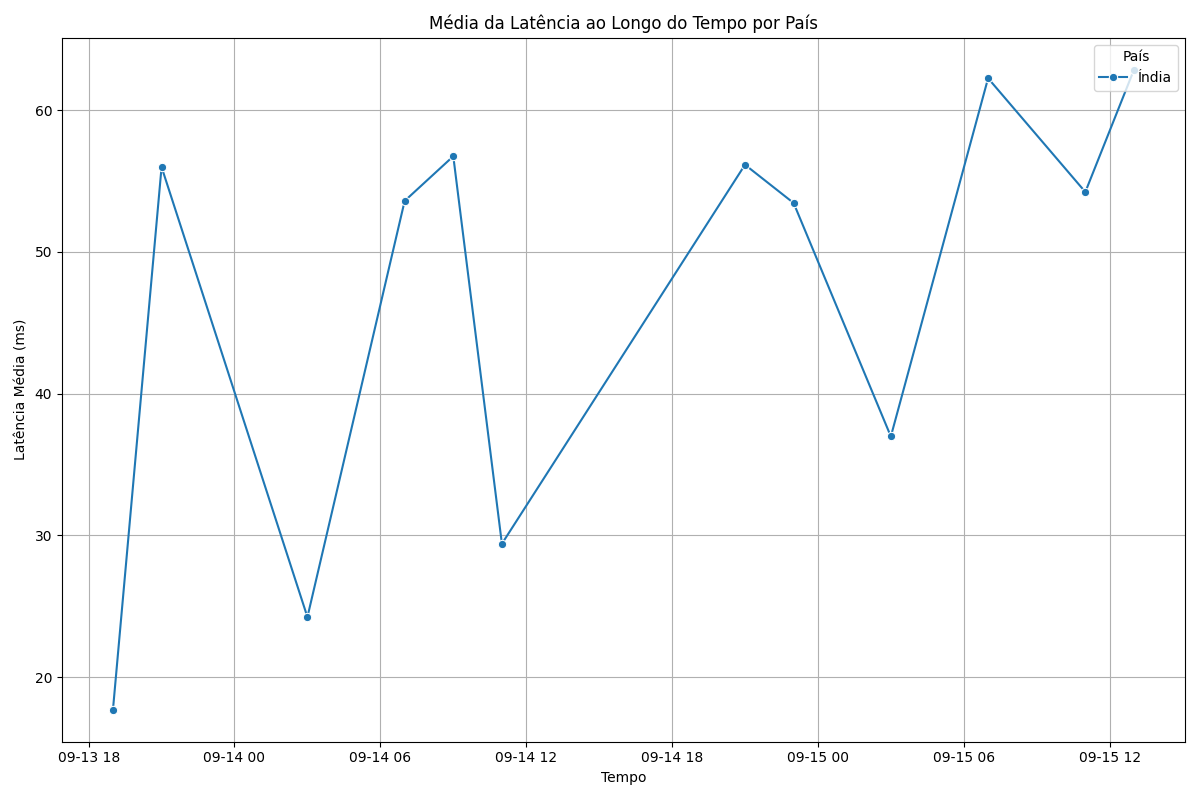 Média da Latência ao Longo do Tempo por País
País
Índia
Latência Média (ms)
60
50
40
30
20
09-13 18
09-14 00
09-14 06
09-14 12
09-14 18
09-15 00
09-15 06
09-15 12
Tempo